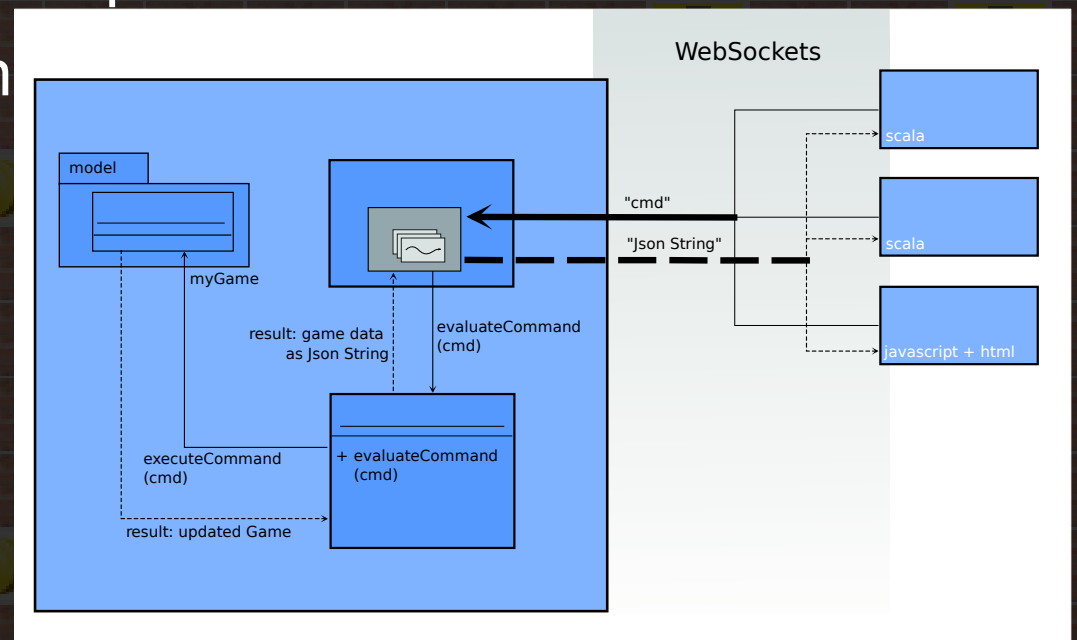 WebSockets
scala
model
"cmd"
"Json String"
scala
myGame
result: game data
as Json String
evaluateCommand
(cmd)
javascript + html
executeCommand
(cmd)
+ evaluateCommand
(cmd)
result: updated Game